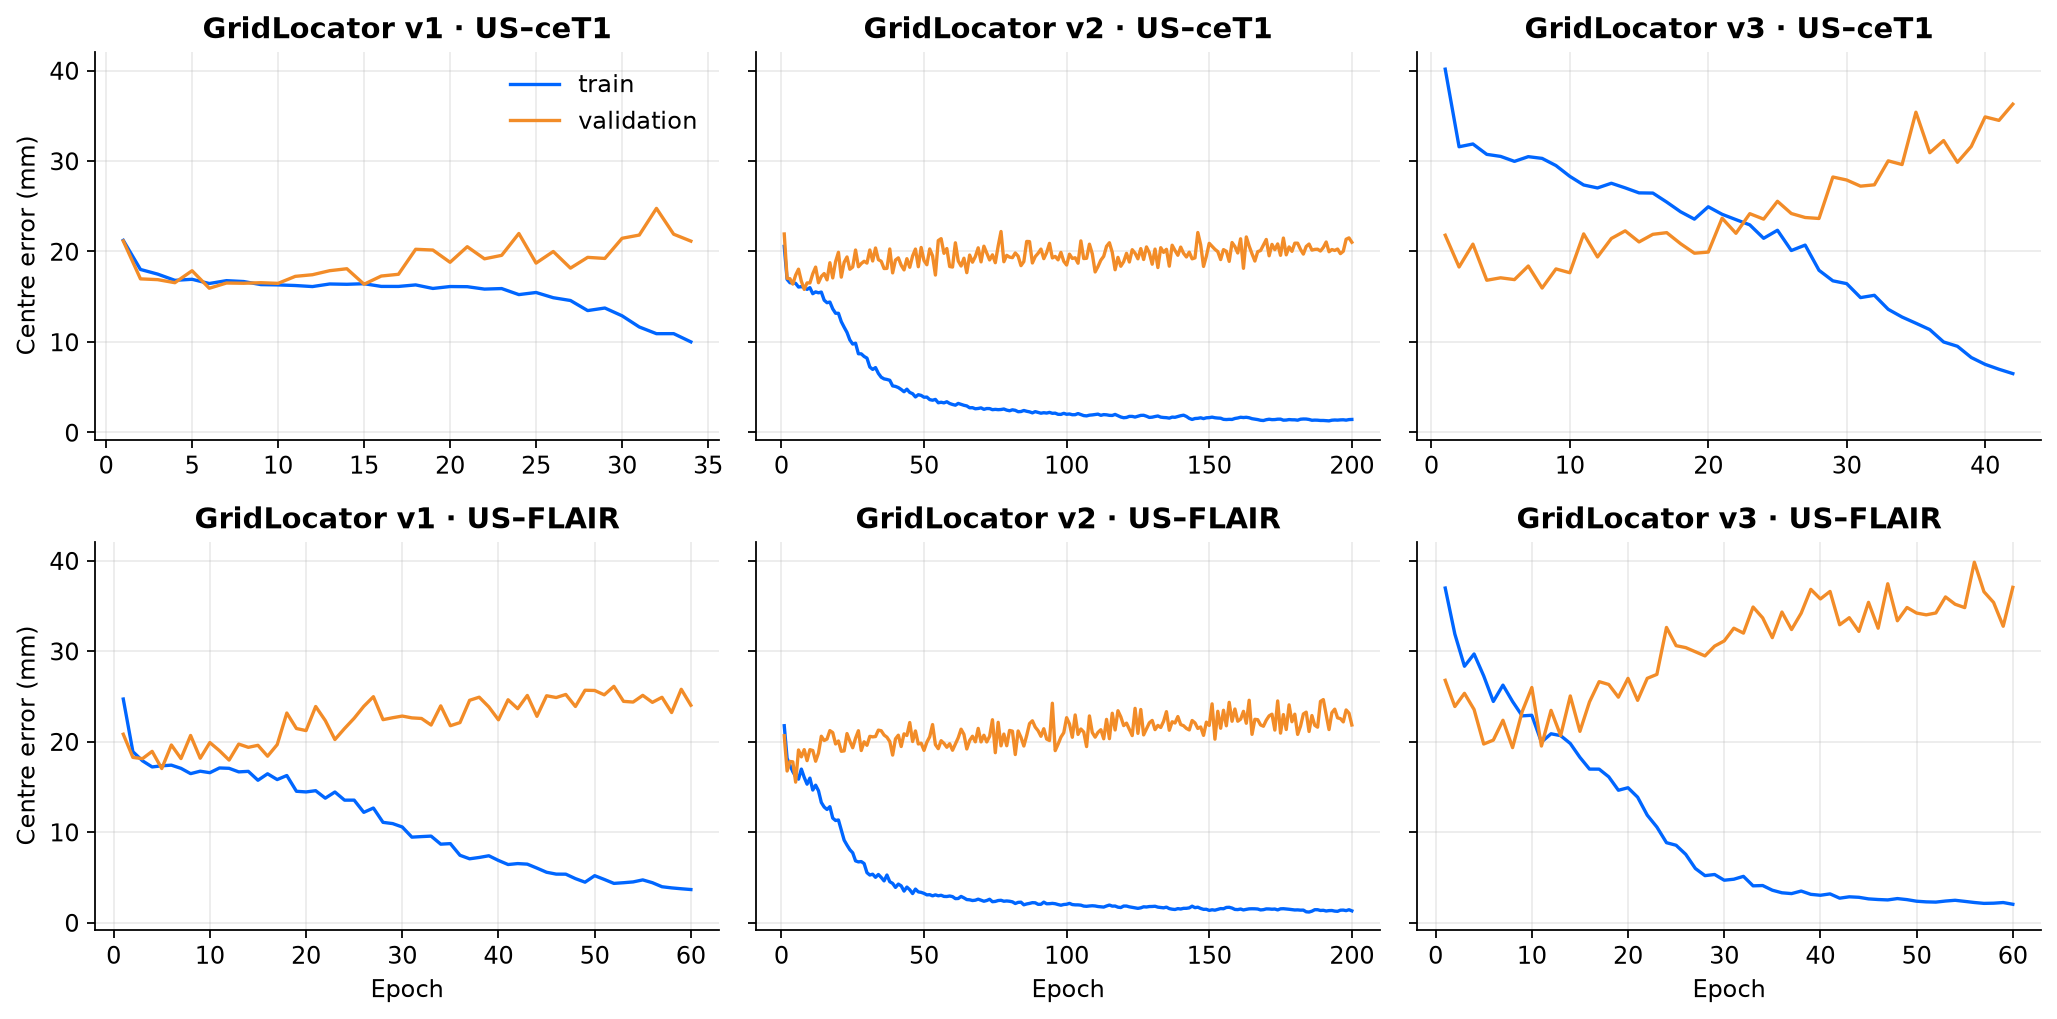 GridLocator v1 · US–ceT1
GridLocator v2 · US–ceT1
GridLocator v3 · US–ceT1
train
validation
Centre error (mm)
40
30
20
10
0
0 5 10 15 20 25 30 35
0 50 100 150 200
0 10 20 30 40
GridLocator v1 · US–FLAIR
GridLocator v2 · US–FLAIR
GridLocator v3 · US–FLAIR
Centre error (mm)
40
30
20
10
0
0 10 20 30 40 50 60
0 50 100 150 200
0 10 20 30 40 50 60
Epoch
Epoch
Epoch